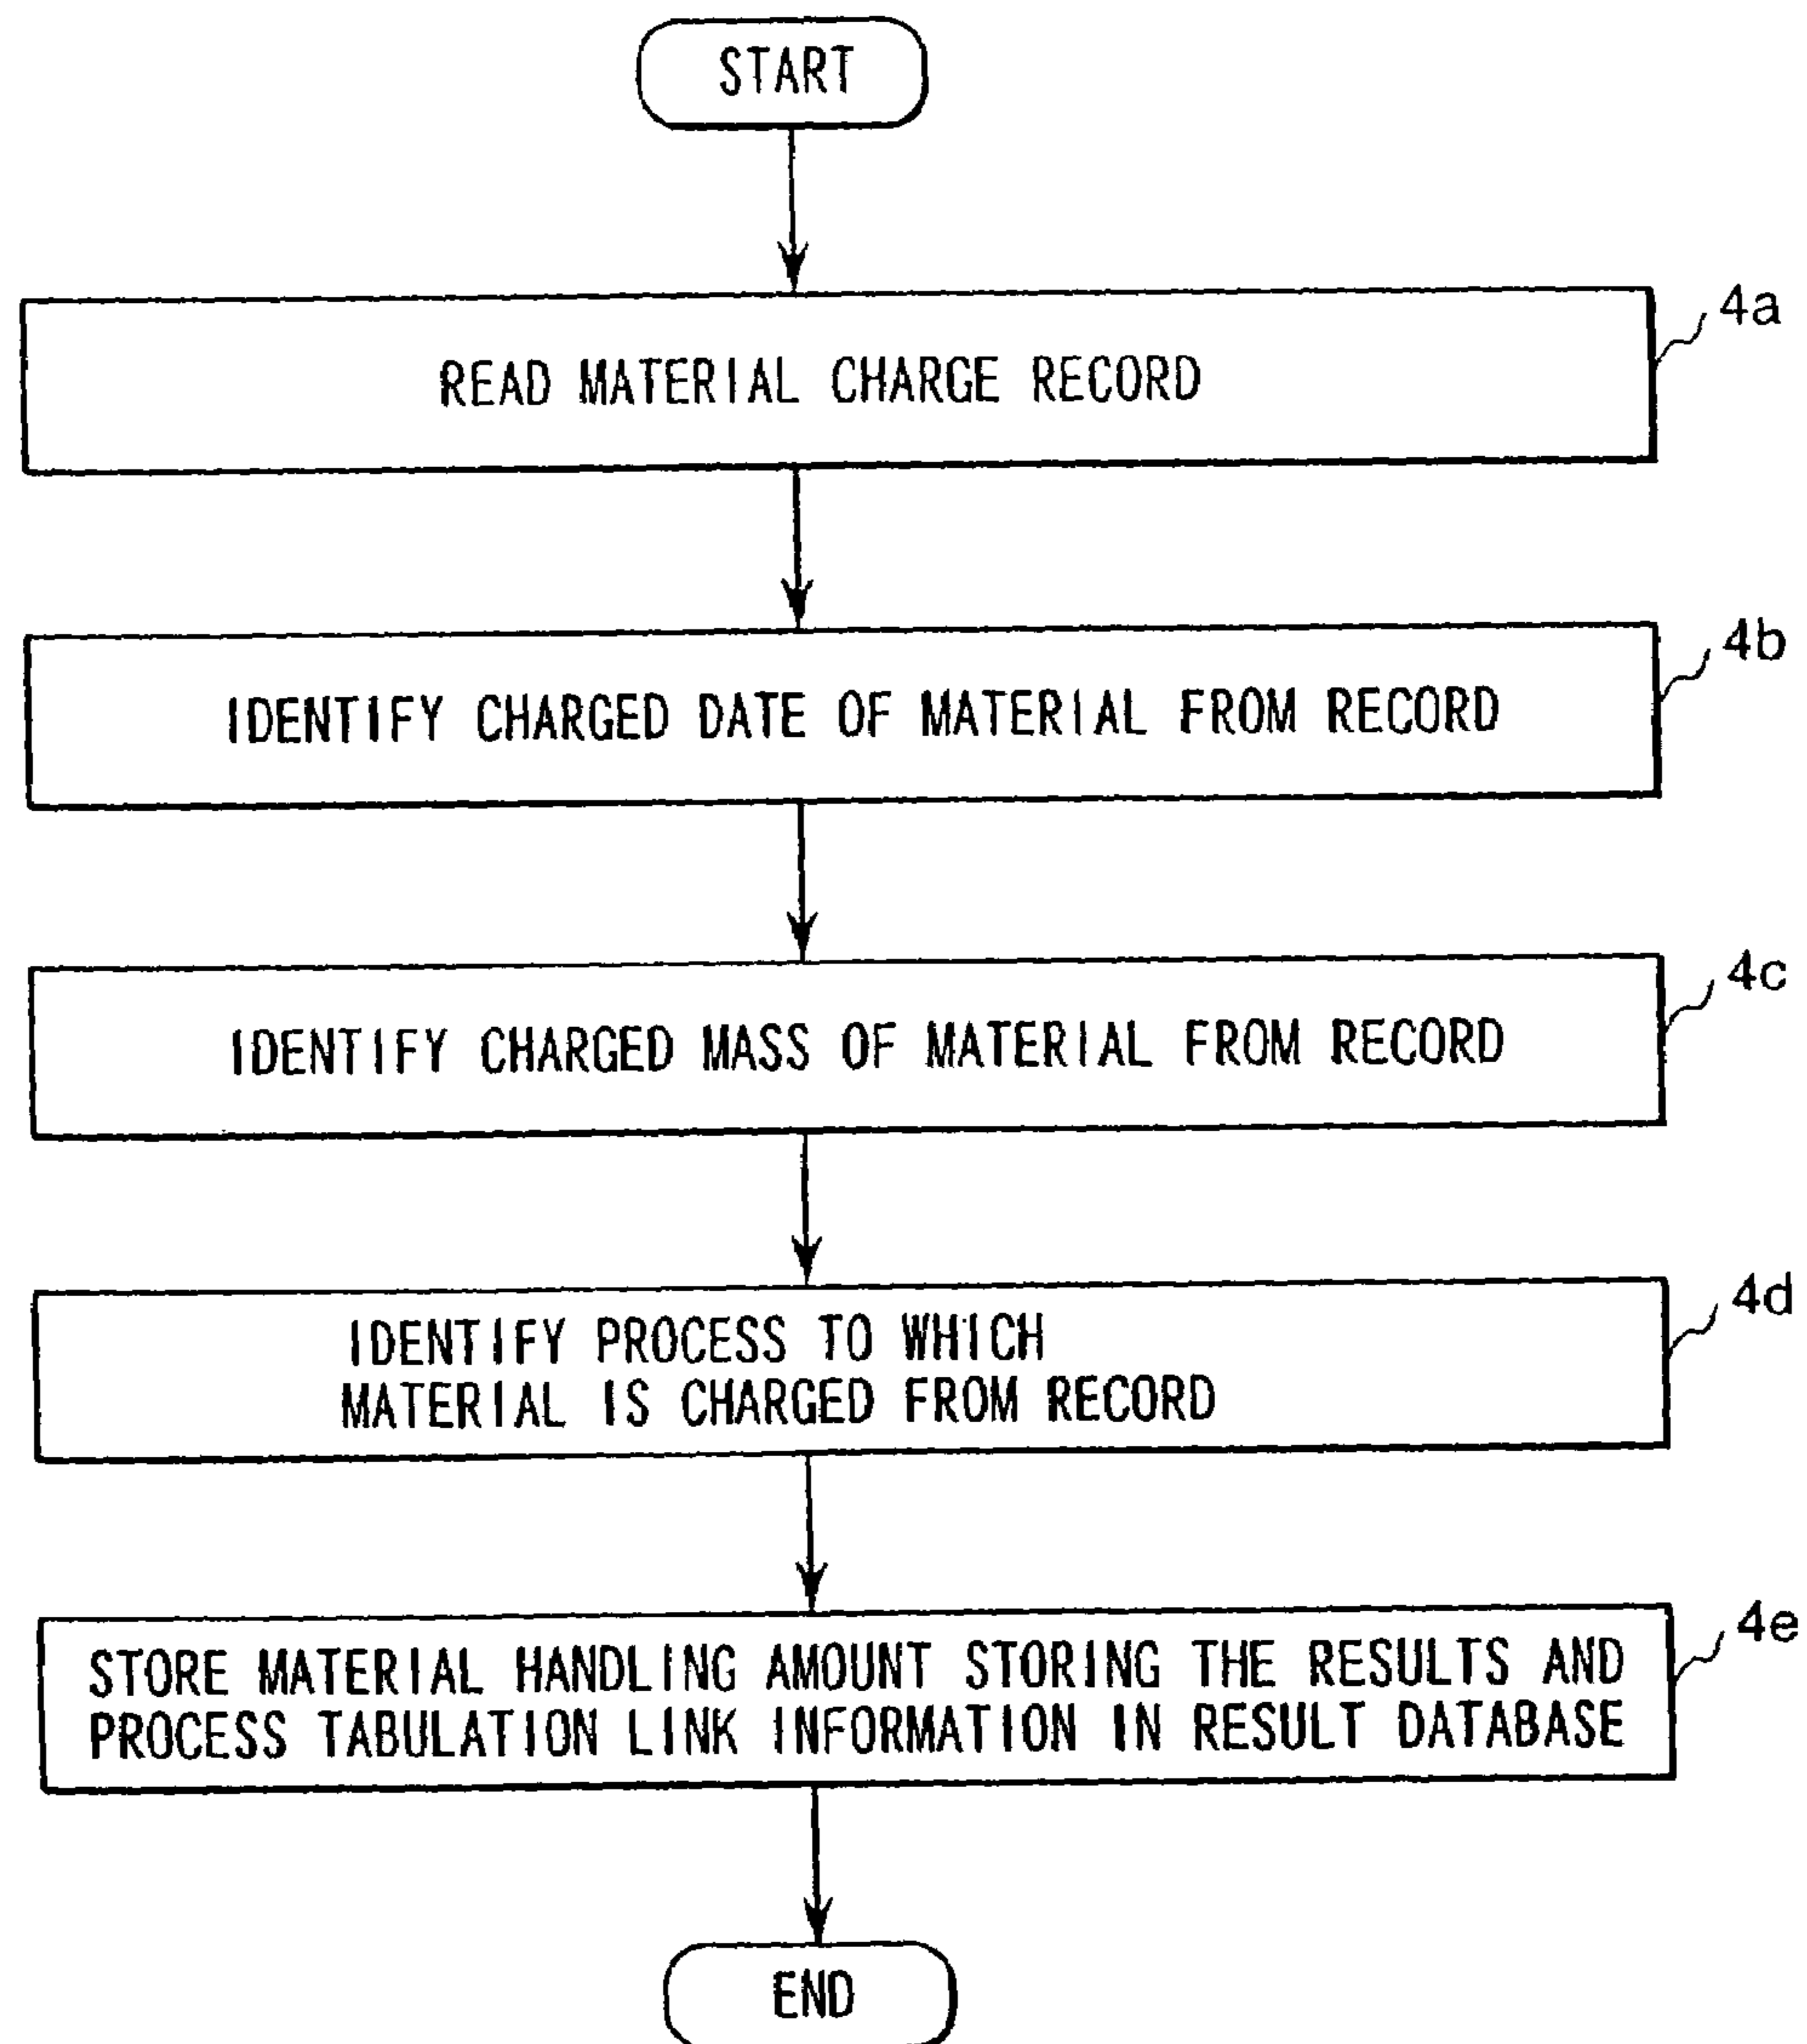 START
READ MATERIAL CHARGE RECORD
4a
IDENTIFY CHARGED DATE OF MATERIAL FROM RECORD
4b
IDENTIFY CHARGED MASS OF MATERIAL FROM RECORD
4c
IDENTIFY PROCESS TO WHICH
MATERIAL IS CHARGED FROM RECORD
4d
STORE MATERIAL HANDLING AMOUNT STORING THE RESULTS AND
PROCESS TABULATION LINK INFORMATION IN RESULT DATABASE
4e
END